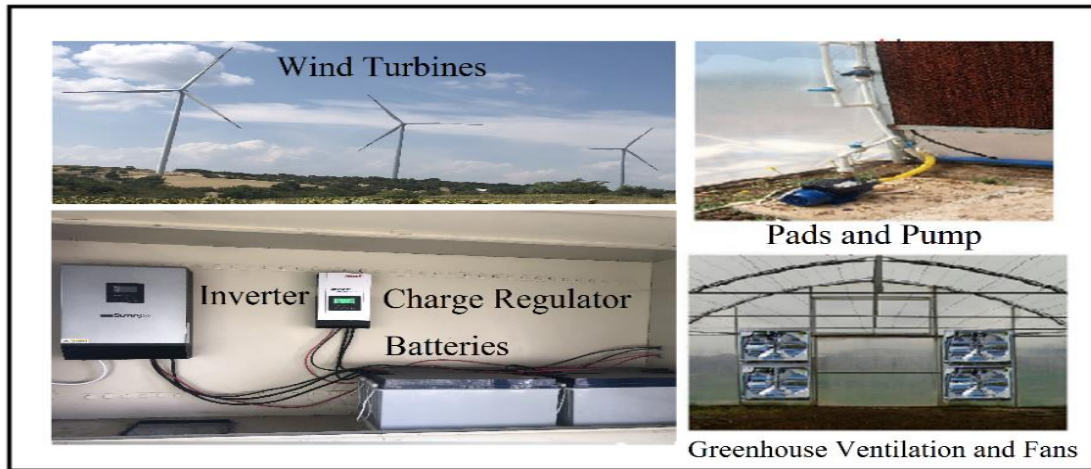 Wind Turbines
Inverter
Charge Regulator
Batteries
Pads and Pump
Greenhouse Ventilation and Fans